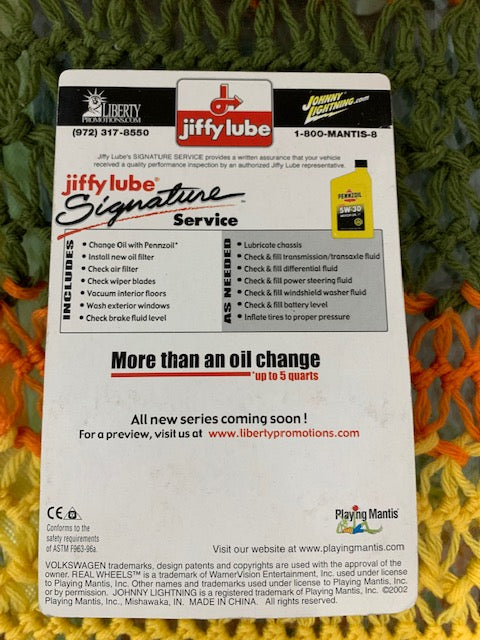 LIBERTY
PROMOTIONS.COM
(972) 317-8550
jiffy lube
JOHNNY
LIGHTNING.com
1-800-MANTIS-8
Jiffy Lube's SIGNATURE SERVICE provides a written assurance that your vehicle
received a quality performance inspection by an authorized Jiffy Lube representative.
jiffy lube®
Signature™
Service
PENNZOIL
5W-30
INCLUDES
• Change Oil with Pennzoil*
• Install new oil filter
• Check air filter
• Check wiper blades
• Vacuum interior floors
• Wash exterior windows
• Check brake fluid level
AS NEEDED
• Lubricate chassis
• Check & fill transmission/transaxle fluid
• Check & fill differential fluid
• Check & fill power steering fluid
• Check & fill windshield washer fluid
• Check & fill battery level
• Inflate tires to proper pressure
More than an oil change
*up to 5 quarts
All new series coming soon !
For a preview, visit us at www.libertypromotions.com
CE
Conforms to the
safety requirements
of ASTM F963-96a.
Playing Mantis
Visit our website at www.playingmantis.com
VOLKSWAGEN trademarks, design patents and copyrights are used with the approval of the
owner. REAL WHEELS™ is a trademark of WarnerVision Entertainment, Inc. used under license
to Playing Mantis, Inc. Other names and trademarks used under license to Playing Mantis, Inc.
or by permission. JOHNNY LIGHTNING is a registered trademark of Playing Mantis, Inc. ©2002
Playing Mantis, Inc., Mishawaka, IN. MADE IN CHINA. All rights reserved.